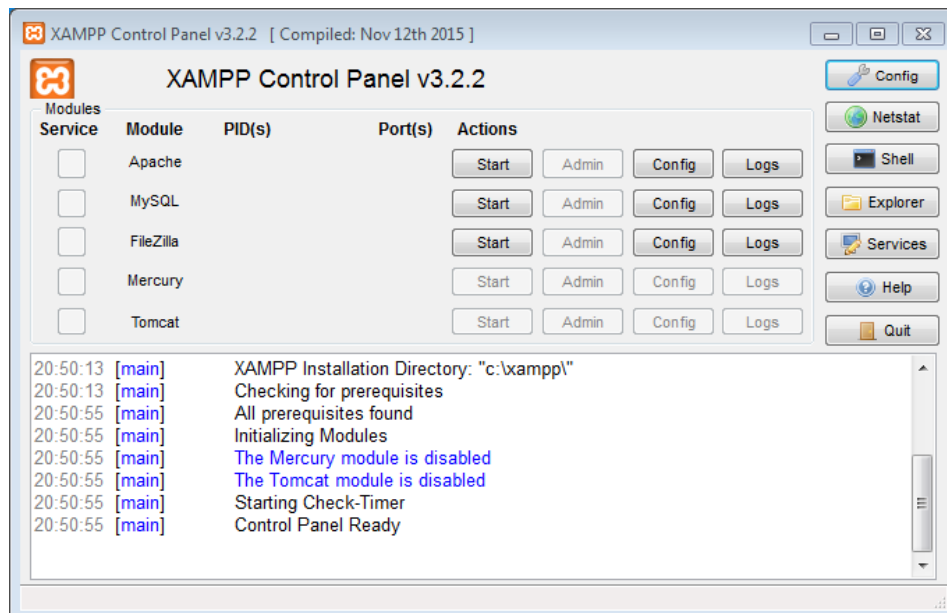 XAMPP Control Panel v3.2.2 [ Compiled: Nov 12th 2015 ]
XAMPP Control Panel v3.2.2
Config
Modules
Service Module PID(s) Port(s) Actions
Netstat
Apache Start Admin Config Logs
Shell
MySQL Start Admin Config Logs
Explorer
FileZilla Start Admin Config Logs
Services
Mercury Start Admin Config Logs
Help
Tomcat Start Admin Config Logs
Quit
20:50:13 [main] XAMPP Installation Directory: "c:\xampp\"
20:50:13 [main] Checking for prerequisites
20:50:55 [main] All prerequisites found
20:50:55 [main] Initializing Modules
20:50:55 [main] The Mercury module is disabled
20:50:55 [main] The Tomcat module is disabled
20:50:55 [main] Starting Check-Timer
20:50:55 [main] Control Panel Ready